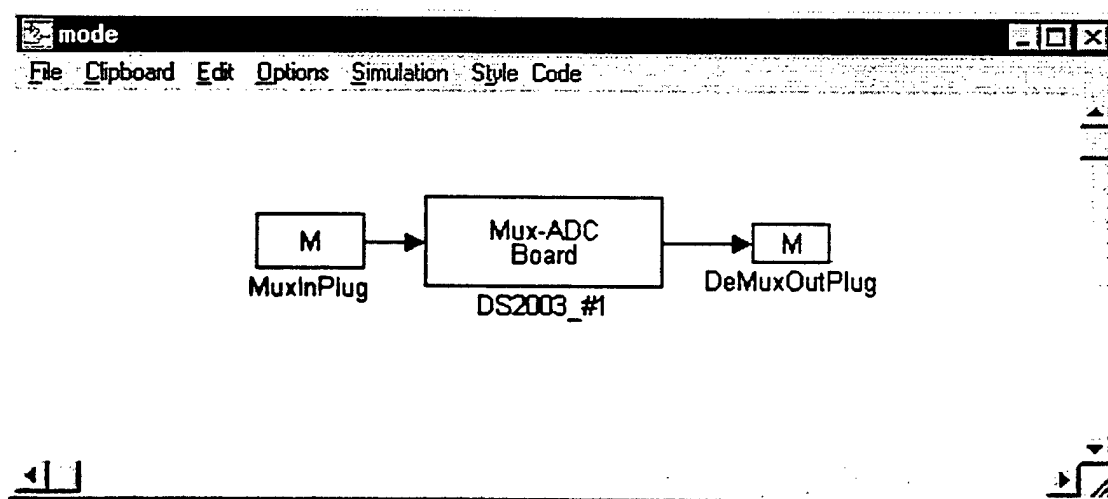 mode
File Clipboard Edit Options Simulation Style Code
M
MuxInPlug
Mux-ADC
Board
DS2003_#1
M
DeMuxOutPlug